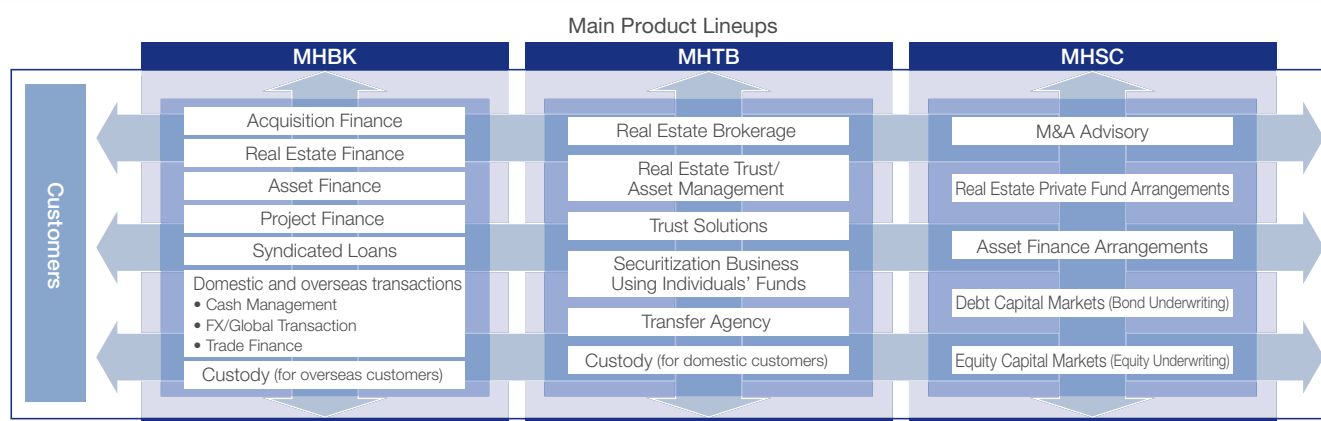 Main Product Lineups
MHBK
MHTB
MHSC
Customers
Acquisition Finance
Real Estate Finance
Asset Finance
Project Finance
Syndicated Loans
Domestic and overseas transactions
• Cash Management
• FX/Global Transaction
• Trade Finance
Custody (for overseas customers)
Real Estate Brokerage
Real Estate Trust/
Asset Management
Trust Solutions
Securitization Business
Using Individuals’ Funds
Transfer Agency
Custody (for domestic customers)
M&A Advisory
Real Estate Private Fund Arrangements
Asset Finance Arrangements
Debt Capital Markets (Bond Underwriting)
Equity Capital Markets (Equity Underwriting)